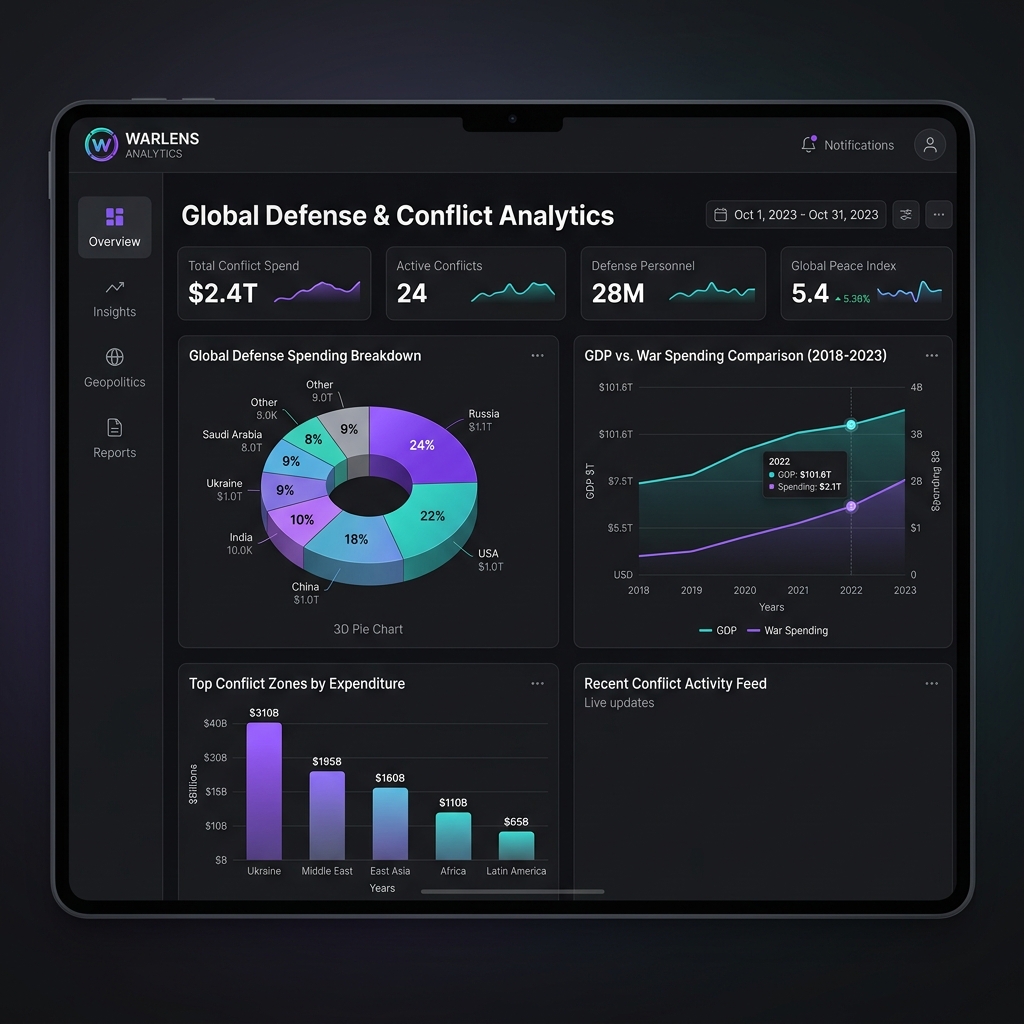 WARLENS
ANALYTICS
Notifications
Overview
Insights
Geopolitics
Reports
Global Defense & Conflict Analytics
Oct 1, 2023 - Oct 31, 2023
Total Conflict Spend
$2.4T
Active Conflicts
24
Defense Personnel
28M
Global Peace Index
5.4
5.30%
Global Defense Spending Breakdown
Other
9.0T
Other
8.0K
Saudi Arabia
8.0T
Ukraine
$1.0T
India
10.0K
China
$1.0T
USA
$1.0T
Russia
$1.1T
24%
22%
18%
10%
9%
9%
8%
9%
3D Pie Chart
GDP vs. War Spending Comparison (2018-2023)
$101.6T
$101.6T
$7.5T
$5.5T
USD
GDP $T
4B
3B
2B
$1
0
2022
GOP: $101.6T
Spending: $2.1T
2018
2019
2020
2021
2022
2023
Years
GDP
War Spending
Top Conflict Zones by Expenditure
$40B
$30B
$15B
$10B
$B
$Billions
$310B
$195B
$160B
$110B
$65B
Ukraine
Middle East
East Asia
Africa
Latin America
Years
Recent Conflict Activity Feed
Live updates